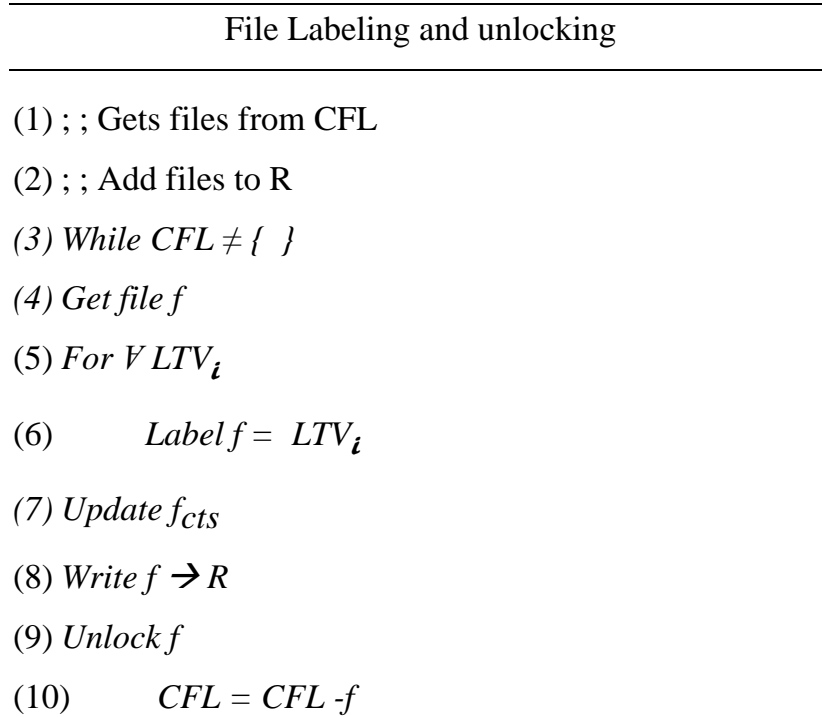 File Labeling and unlocking
(1) ; ; Gets files from CFL
(2) ; ; Add files to R
(3) While CFL ≠ { }
(4) Get file f
(5) For ∀ LTVᵢ
(6) Label f = LTVᵢ
(7) Update f_cts
(8) Write f → R
(9) Unlock f
(10) CFL = CFL -f